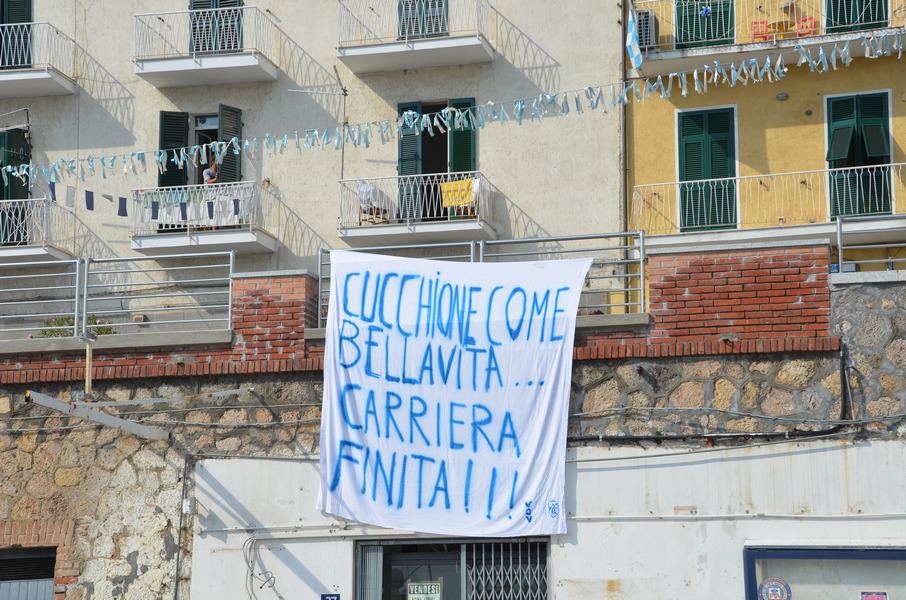 CUCCHIONE COME
BELLAVITA...
CARRIERA
FINITA!!!
VENDESI